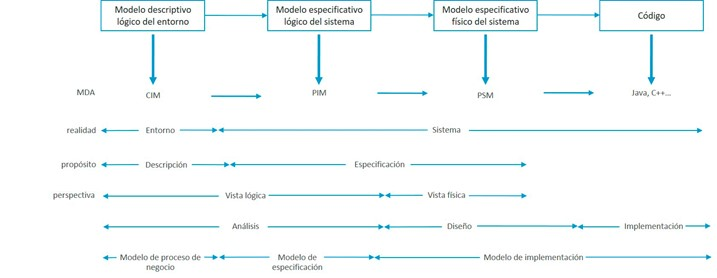 Modelo descriptivo
lógico del entorno
Modelo especificativo
lógico del sistema
Modelo especificativo
físico del sistema
Código
MDA
CIM
PIM
PSM
Java, C++...
realidad
Entorno
Sistema
propósito
Descripción
Especificación
perspectiva
Vista lógica
Vista física
Análisis
Diseño
Implementación
Modelo de proceso de
negocio
Modelo de
especificación
Modelo de implementación